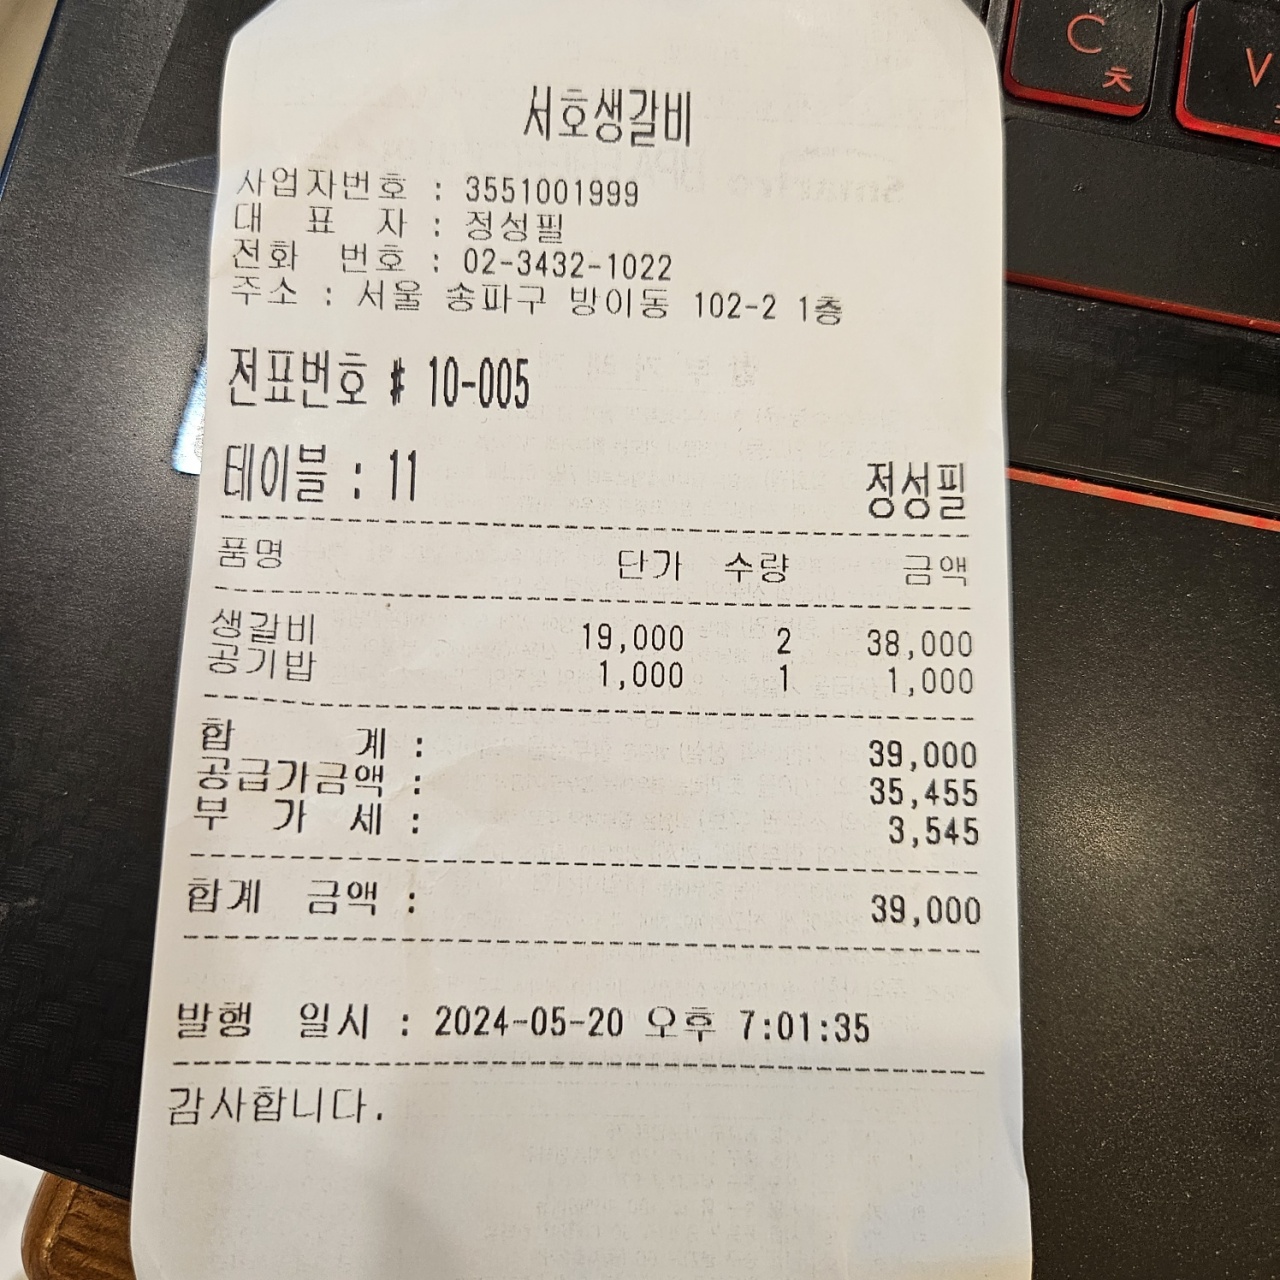 서호생갈비
사업자번호 : 3551001999
대 표 자 : 정성필
전화 번호 : 02-3432-1022
주소 : 서울 송파구 방이동 102-2 1층
전표번호 # 10-005
테이블 : 11 정성필
품명 단가 수량 금액
생갈비 19,000 2 38,000
공기밥 1,000 1 1,000
합 계 : 39,000
공급가금액 : 35,455
부 가 세 : 3,545
합계 금액 : 39,000
발행 일시 : 2024-05-20 오후 7:01:35
감사합니다.
C
ㅊ
V